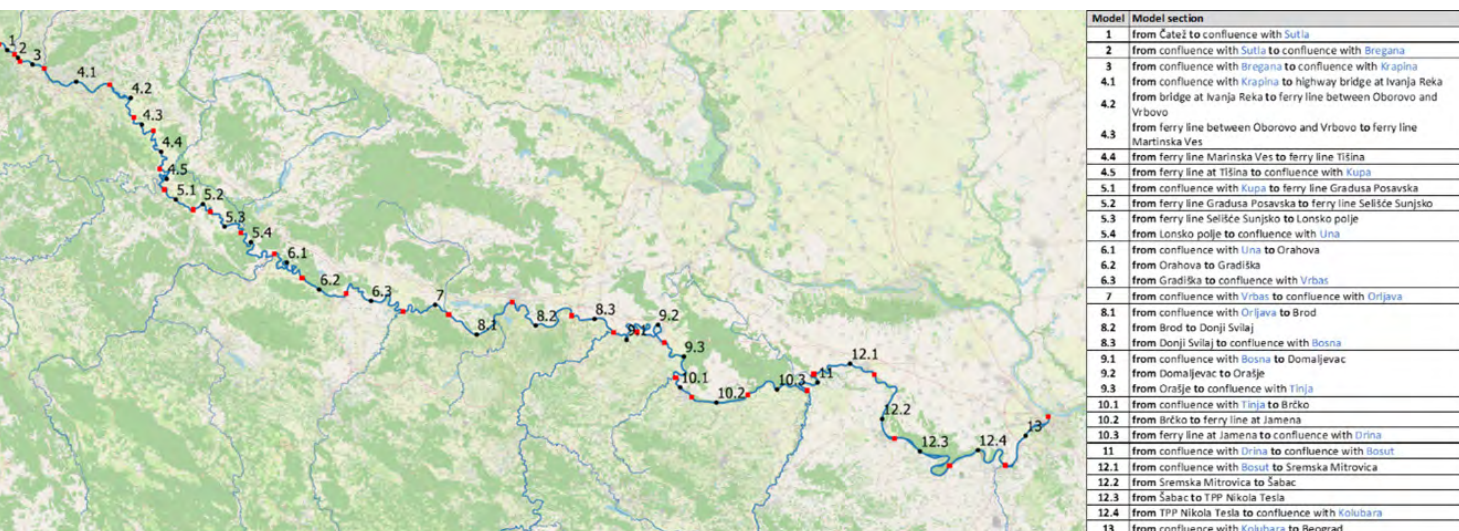 1
2
3
4.1
4.2
4.3
4.4
4.5
5.1
5.2
5.3
5.4
6.1
6.2
6.3
7
8.1
8.2
8.3
9.1
9.2
9.3
10.1
10.2
10.3
11
12.1
12.2
12.3
12.4
13
Model Model section
1 from Čatež to confluence with Sutla
2 from confluence with Sutla to confluence with Bregana
3 from confluence with Bregana to confluence with Krapina
4.1 from confluence with Krapina to highway bridge at Ivanja Reka
4.2 from bridge at Ivanja Reka to ferry line between Oborovo and
Vrbovo
4.3 from ferry line between Oborovo and Vrbovo to ferry line
Martinska Ves
4.4 from ferry line Marinska Ves to ferry line Tišina
4.5 from ferry line at Tišina to confluence with Kupa
5.1 from confluence with Kupa to ferry line Gradusa Posavska
5.2 from ferry line Gradusa Posavska to ferry line Selišće Sunjsko
5.3 from ferry line Selišće Sunjsko to Lonsko polje
5.4 from Lonsko polje to confluence with Una
6.1 from confluence with Una to Orahova
6.2 from Orahova to Gradiška
6.3 from Gradiška to confluence with Vrbas
7 from confluence with Vrbas to confluence with Orljava
8.1 from confluence with Orljava to Brod
8.2 from Brod to Donji Svilaj
8.3 from Donji Svilaj to confluence with Bosna
9.1 from confluence with Bosna to Domaljevac
9.2 from Domaljevac to Orašje
9.3 from Orašje to confluence with Tinja
10.1 from confluence with Tinja to Brčko
10.2 from Brčko to ferry line at Jamena
10.3 from ferry line at Jamena to confluence with Drina
11 from confluence with Drina to confluence with Bosut
12.1 from confluence with Bosut to Sremska Mitrovica
12.2 from Sremska Mitrovica to Šabac
12.3 from Šabac to TPP Nikola Tesla
12.4 from TPP Nikola Tesla to confluence with Kolubara
13 from confluence with Kolubara to Beograd